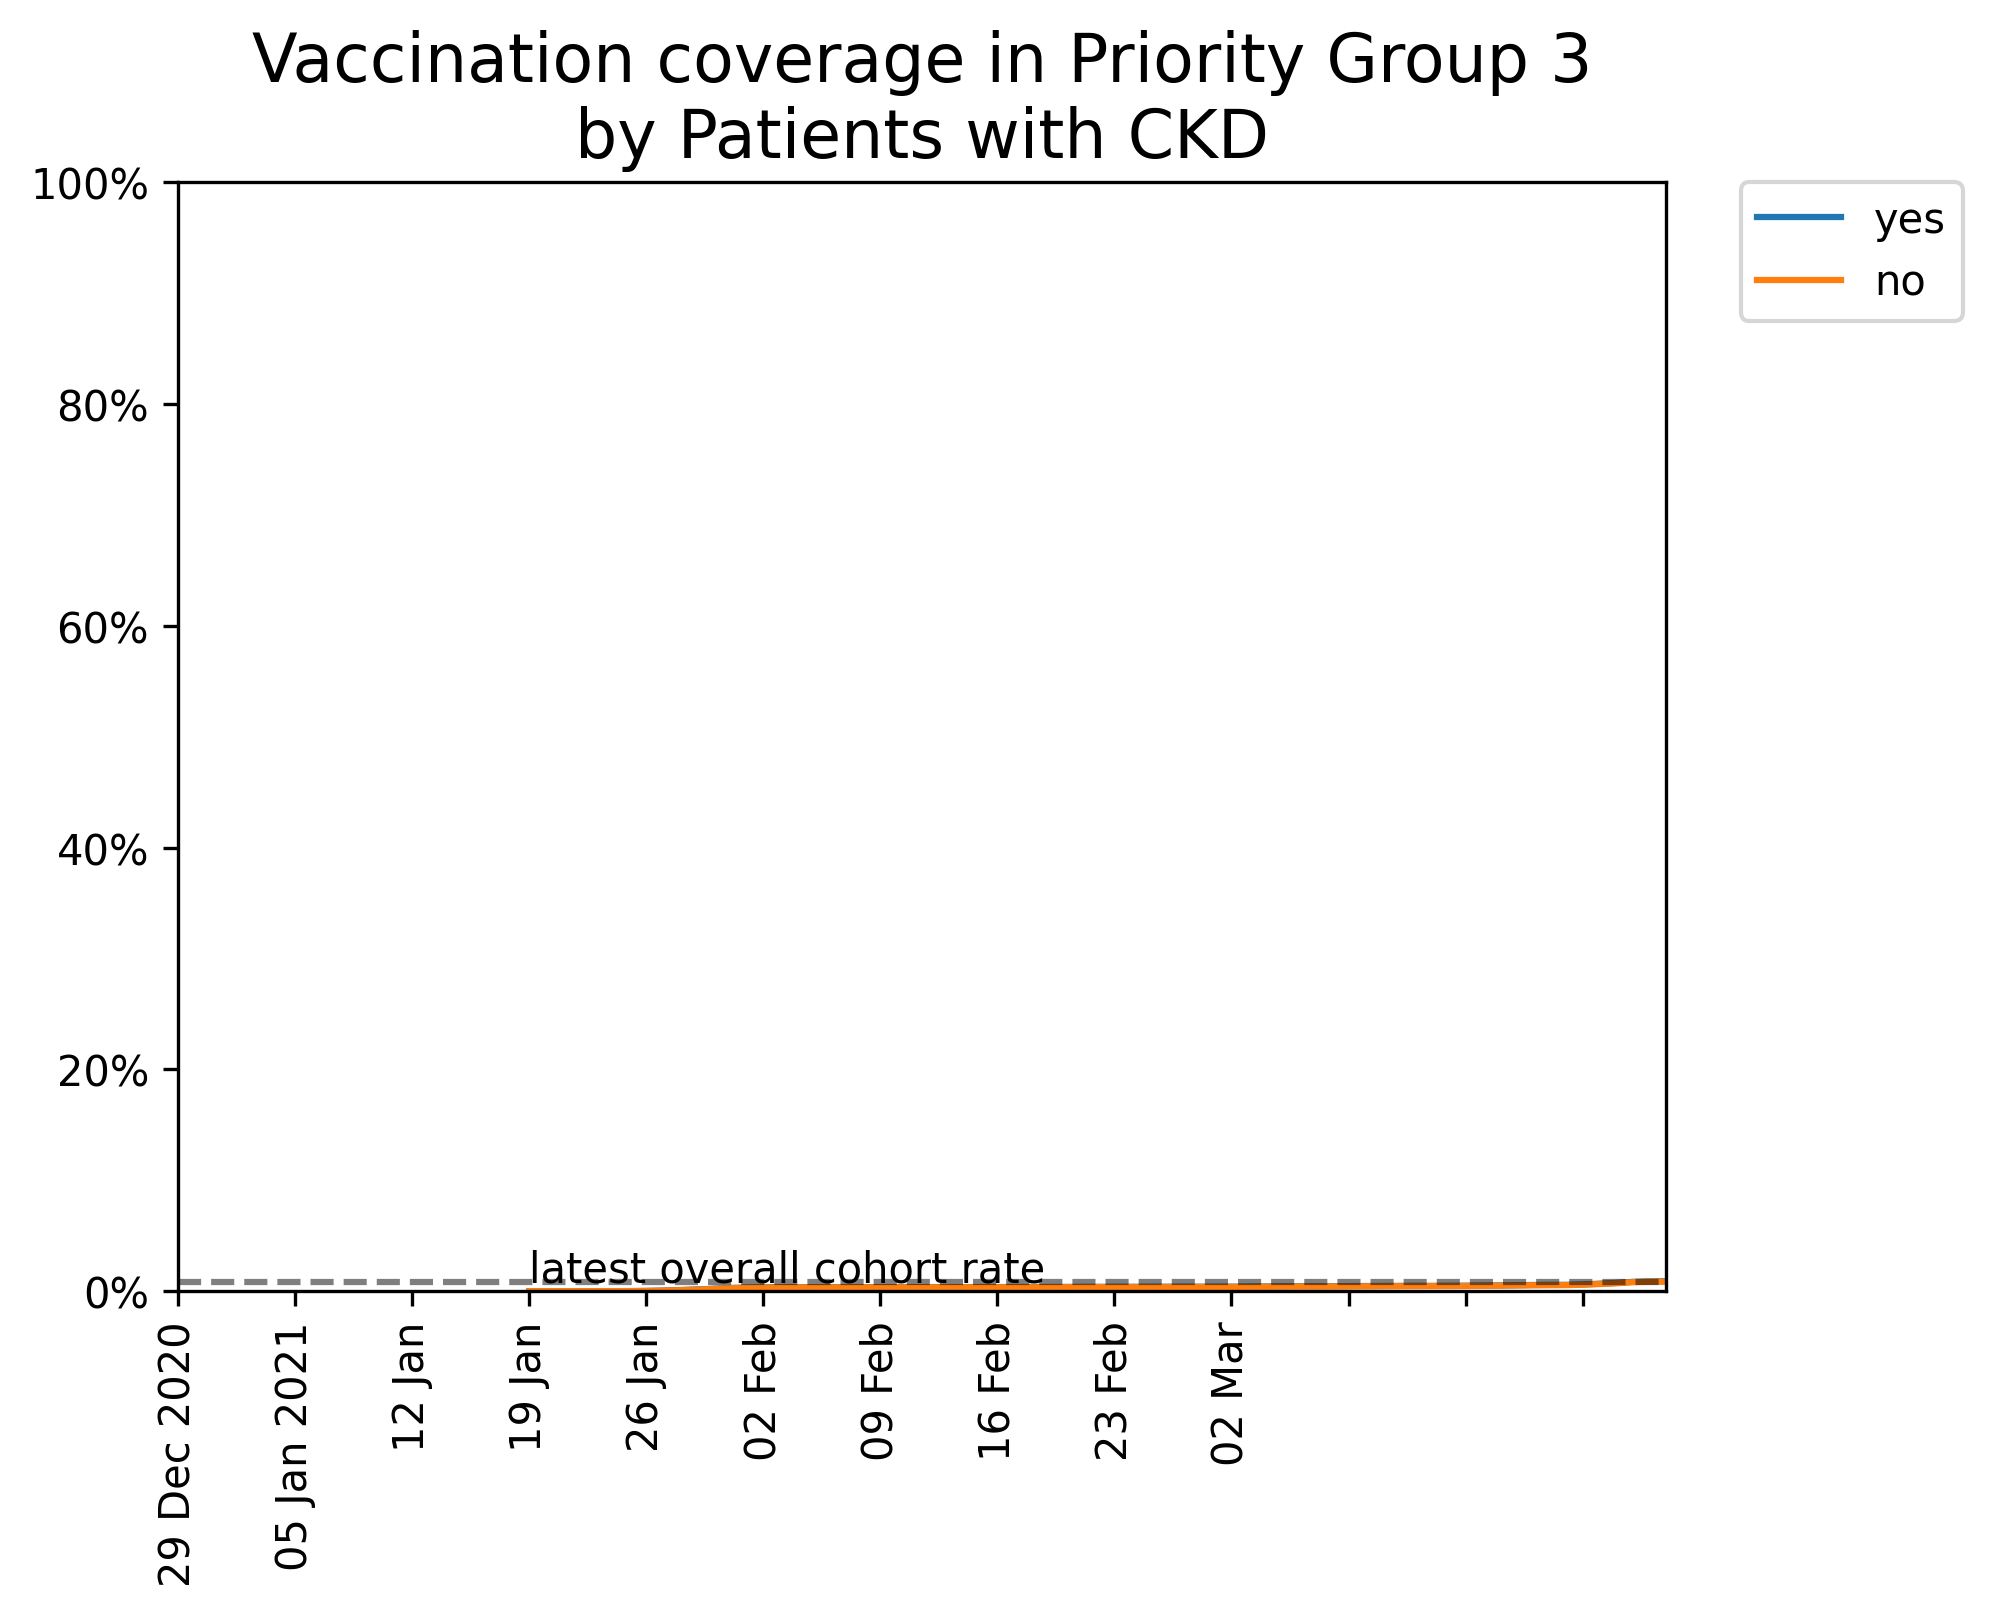 Vaccination coverage in Priority Group 3
by Patients with CKD
100%
80%
60%
40%
20%
0%
yes
no
latest overall cohort rate
29 Dec 2020
05 Jan 2021
12 Jan
19 Jan
26 Jan
02 Feb
09 Feb
16 Feb
23 Feb
02 Mar